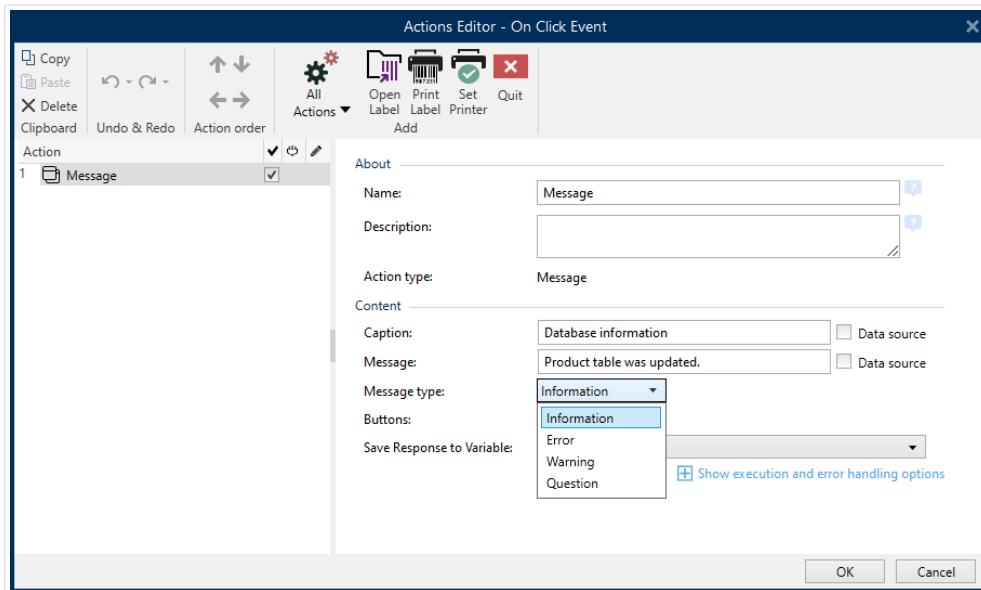 Actions Editor - On Click Event
Copy
Paste
Delete
Clipboard
Undo & Redo
Action order
All
Actions
Open
Label
Print
Label
Set
Printer
Quit
Add
Action
1 Message
About
Name: Message
Description:
Action type: Message
Content
Caption: Database information Data source
Message: Product table was updated. Data source
Message type: Information
Buttons:
Save Response to Variable:
Information
Error
Warning
Question
Show execution and error handling options
OK Cancel